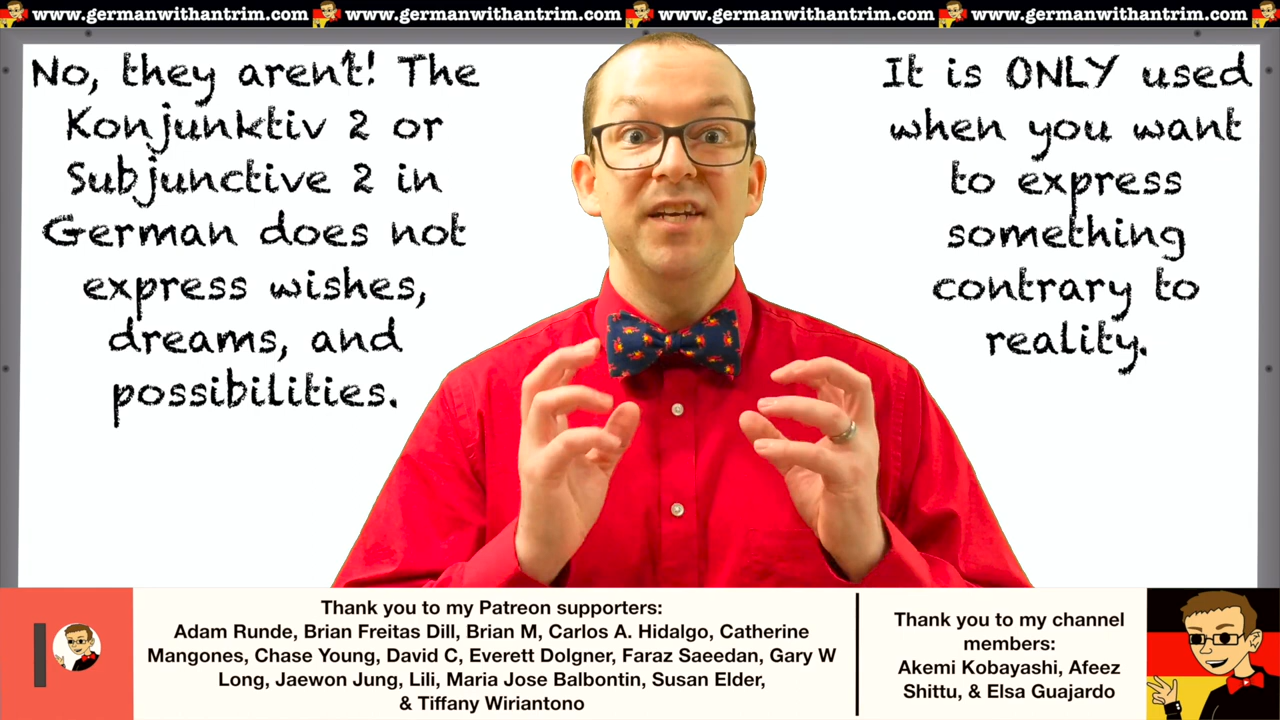 www.germanwithantrim.com www.germanwithantrim.com www.germanwithantrim.com www.germanwithantrim.com
No, they aren't! The
Konjunktiv 2 or
Subjunctive 2 in
German does not
express wishes,
dreams, and
possibilities.
It is ONLY used
when you want
to express
something
contrary to
reality.
Thank you to my Patreon supporters:
Adam Runde, Brian Freitas Dill, Brian M, Carlos A. Hidalgo, Catherine
Mangones, Chase Young, David C, Everett Dolgner, Faraz Saeedan, Gary W
Long, Jaewon Jung, Lili, Maria Jose Balbontin, Susan Elder,
& Tiffany Wiriantono
Thank you to my channel
members:
Akemi Kobayashi, Afeez
Shittu, & Elsa Guajardo